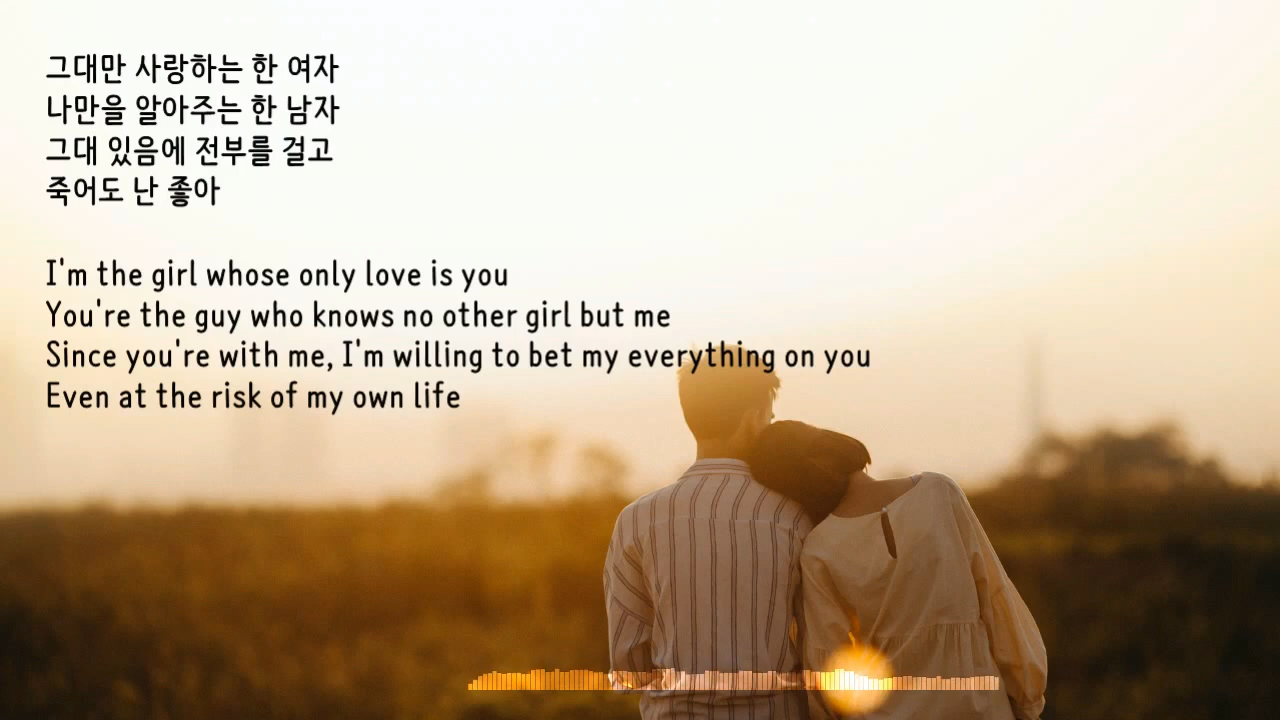 그대만 사랑하는 한 여자
나만을 알아주는 한 남자
그대 있음에 전부를 걸고
죽어도 난 좋아
I'm the girl whose only love is you
You're the guy who knows no other girl but me
Since you're with me, I'm willing to bet my everything on you
Even at the risk of my own life